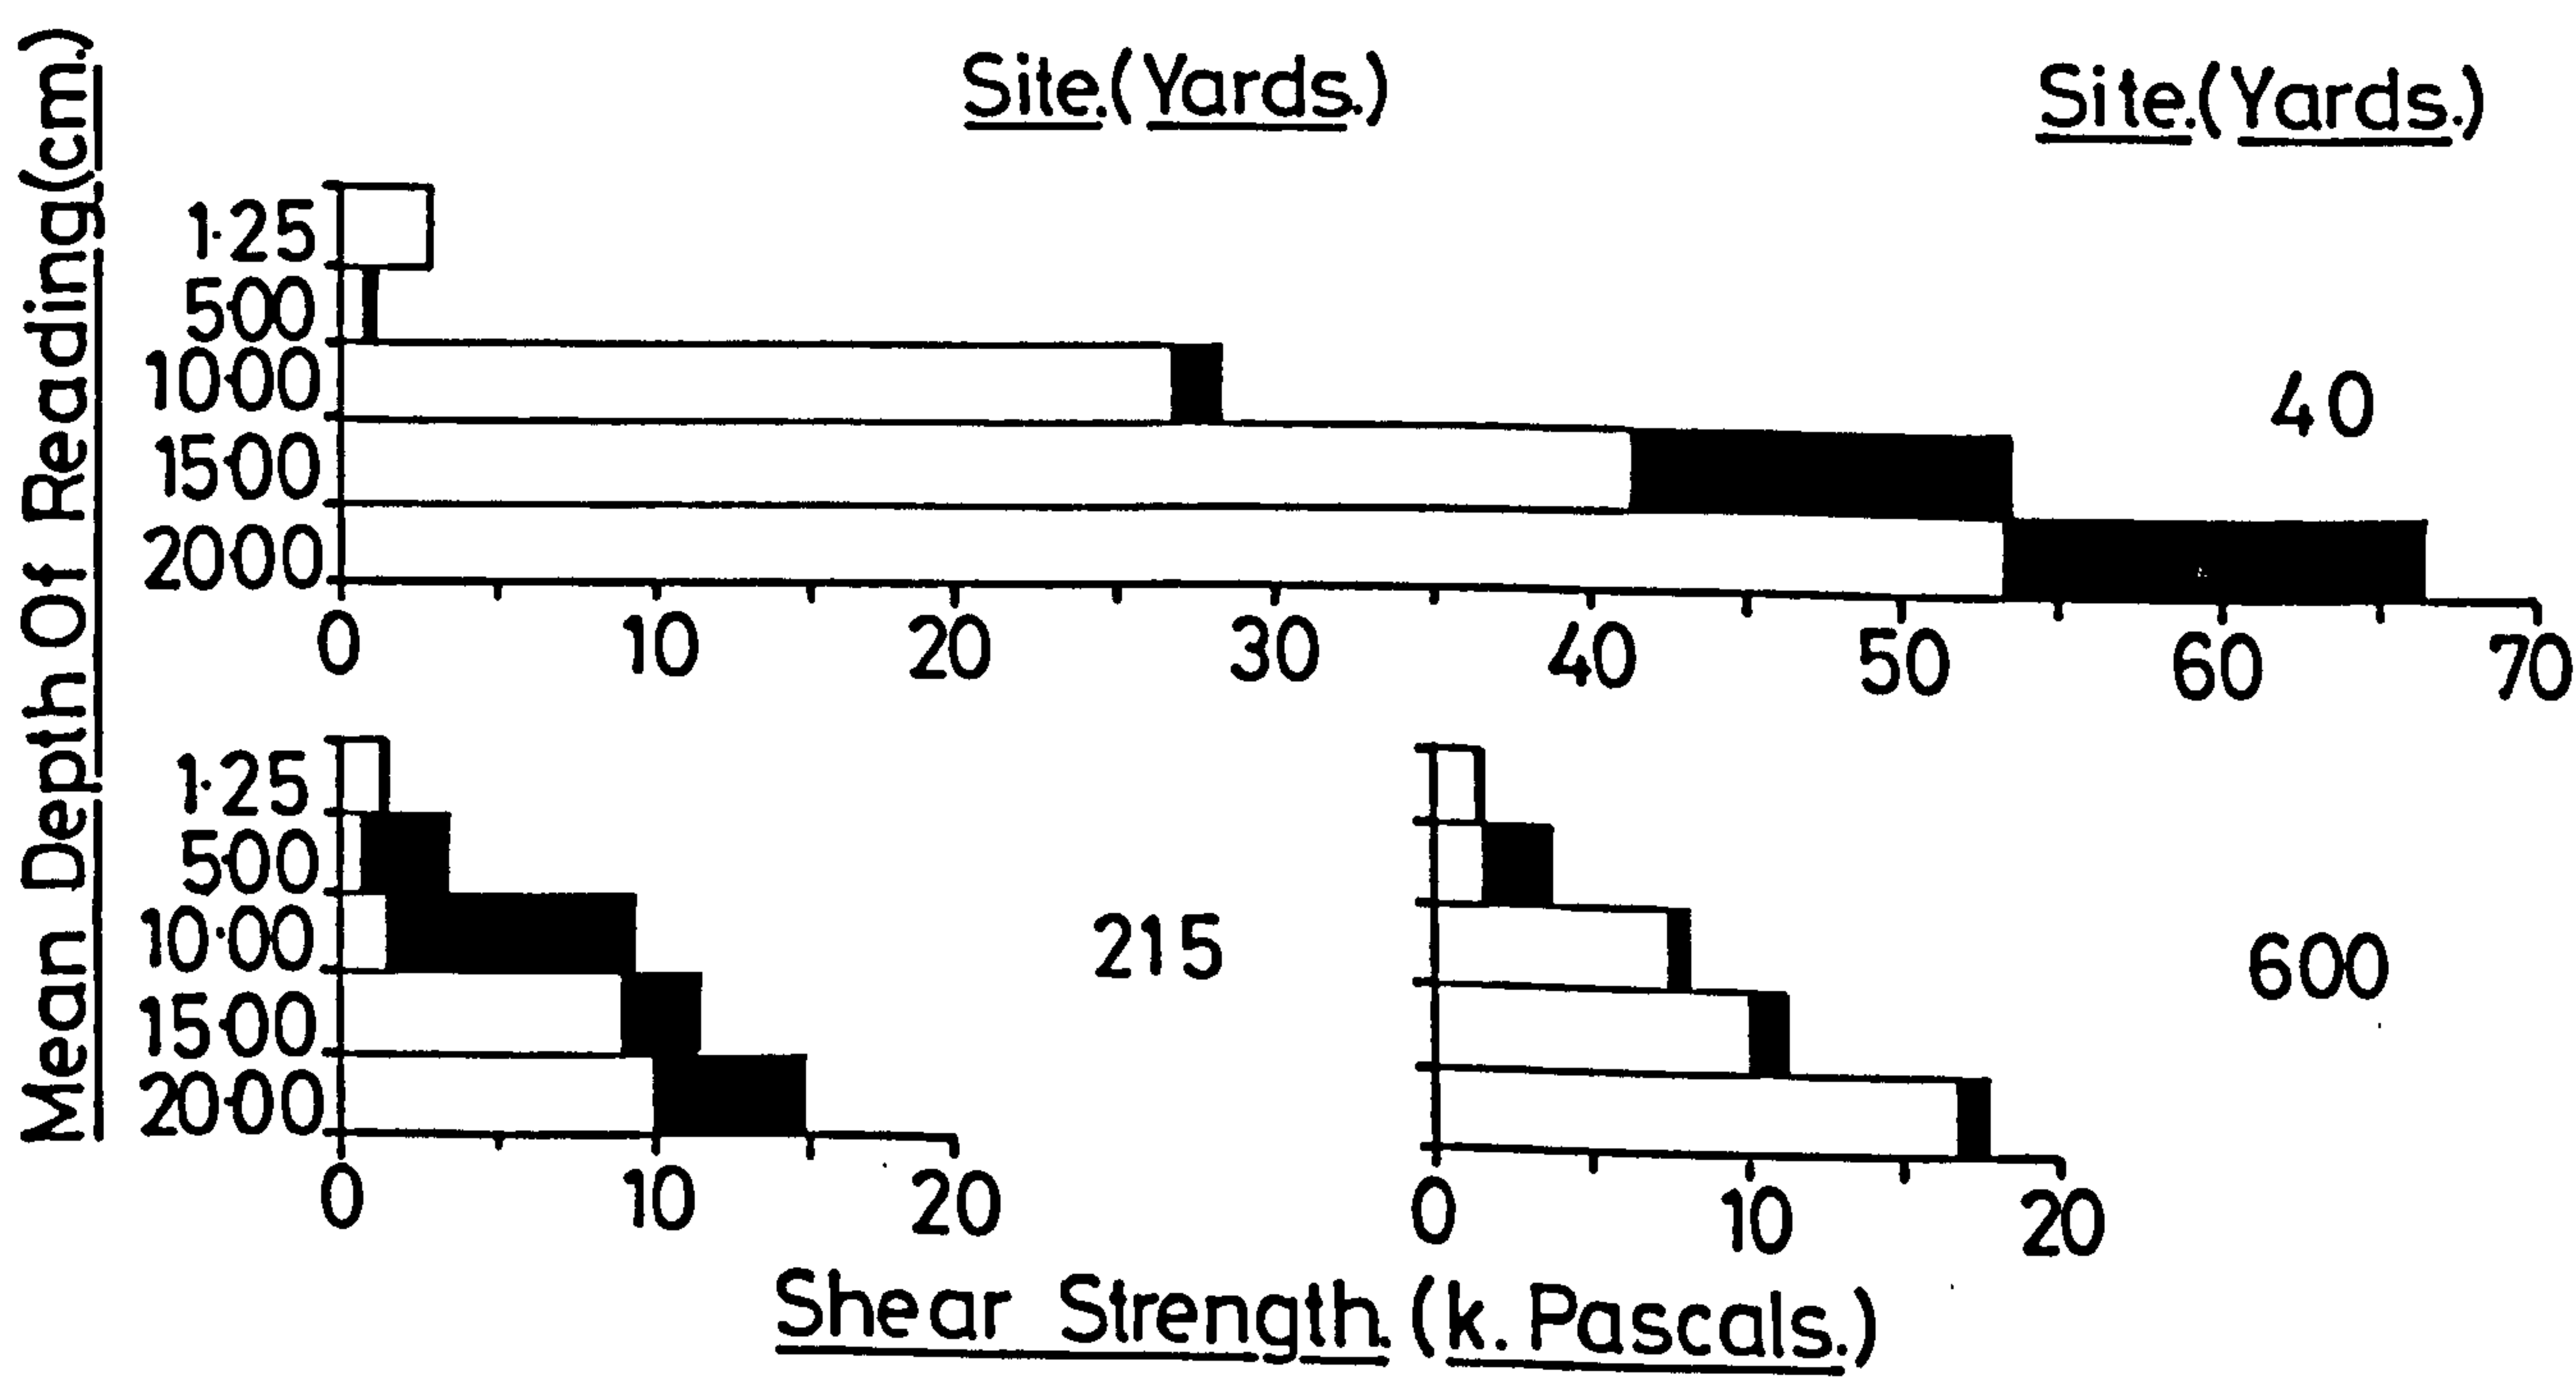 Site.(Yards.) Site.(Yards.)
Mean Depth Of Reading(cm.)
1·25
5·00
10·00
15·00
20·00
40
0 10 20 30 40 50 60 70
1·25
5·00
10·00
15·00
20·00
215
600
0 10 20
0 10 20
Shear Strength.(k.Pascals.)